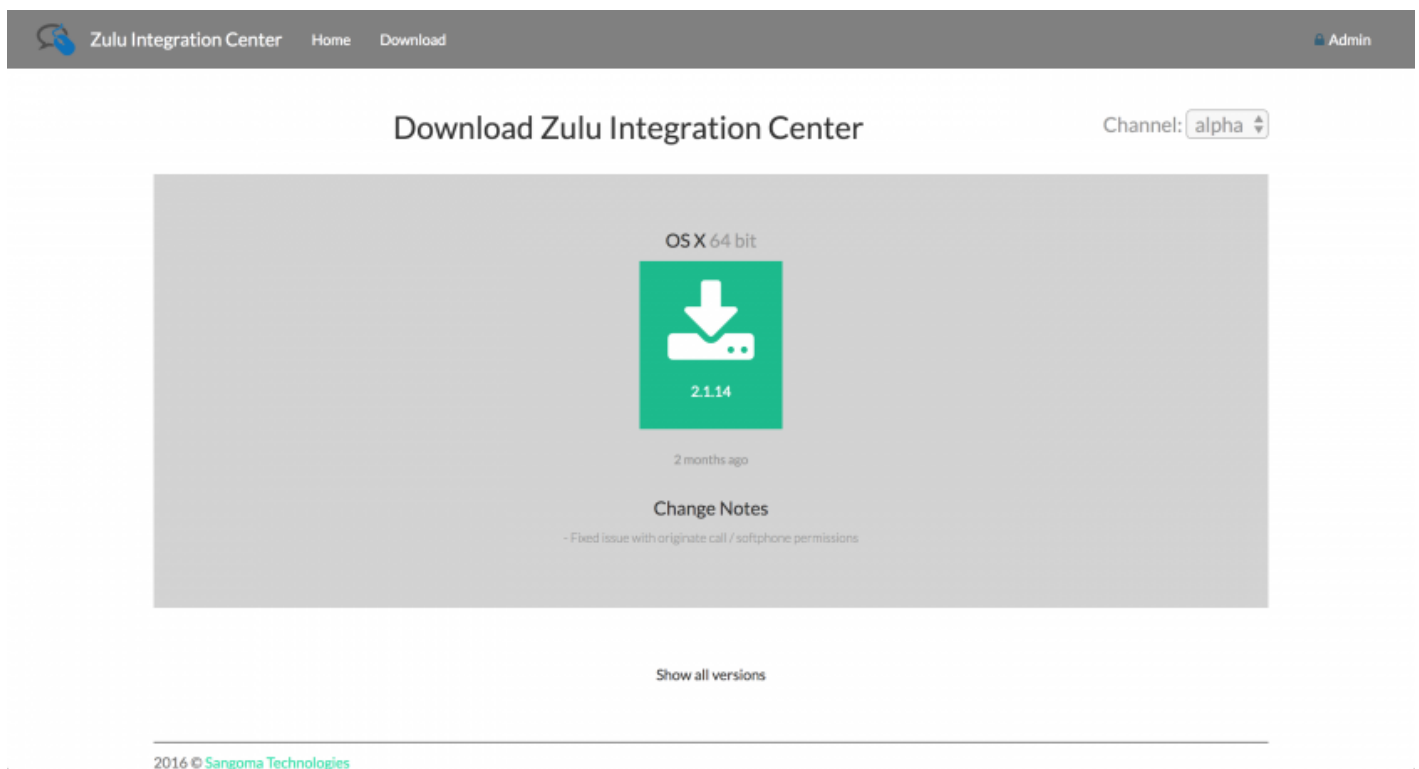 Zulu Integration Center Home Download Admin
Download Zulu Integration Center
Channel: alpha
OS X 64 bit
2.1.14
2 months ago
Change Notes
- Fixed issue with originate call / softphone permissions
Show all versions
2016 © Sangoma Technologies